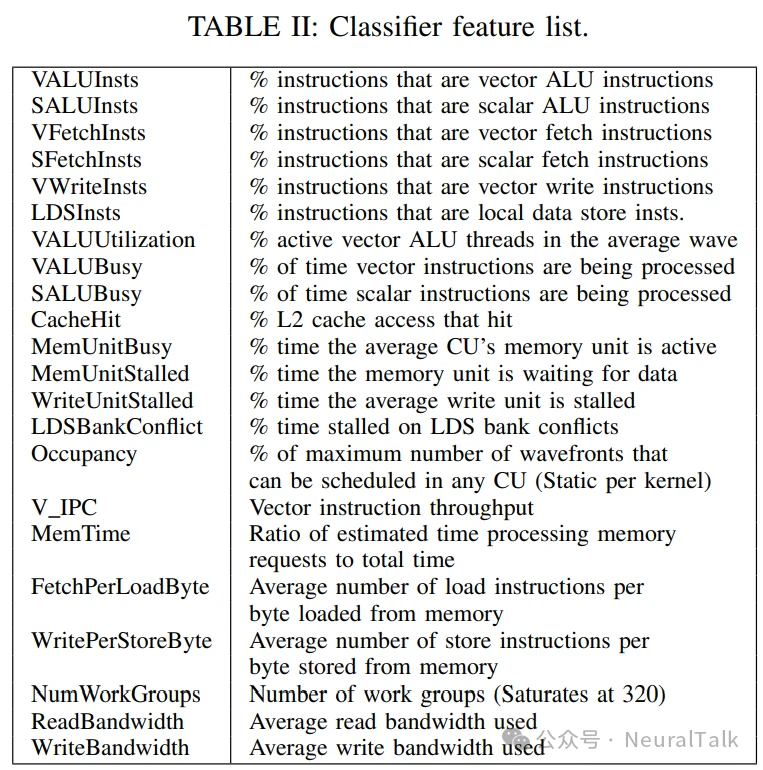 TABLE II: Classifier feature list.
VALUInsts % instructions that are vector ALU instructions
SALUInsts % instructions that are scalar ALU instructions
VFetchInsts % instructions that are vector fetch instructions
SFetchInsts % instructions that are scalar fetch instructions
VWriteInsts % instructions that are vector write instructions
LDSInsts % instructions that are local data store insts.
VALUUtilization % active vector ALU threads in the average wave
VALUBusy % of time vector instructions are being processed
SALUBusy % of time scalar instructions are being processed
CacheHit % L2 cache access that hit
MemUnitBusy % time the average CU's memory unit is active
MemUnitStalled % time the memory unit is waiting for data
WriteUnitStalled % time the average write unit is stalled
LDSBankConflict % time stalled on LDS bank conflicts
Occupancy % of maximum number of wavefronts that
can be scheduled in any CU (Static per kernel)
V_IPC Vector instruction throughput
MemTime Ratio of estimated time processing memory
requests to total time
FetchPerLoadByte Average number of load instructions per
byte loaded from memory
WritePerStoreByte Average number of store instructions per
byte stored from memory
NumWorkGroups Number of work groups (Saturates at 320)
ReadBandwidth Average read bandwidth used
WriteBandwidth Average write bandwidth used
公众号 · NeuralTalk